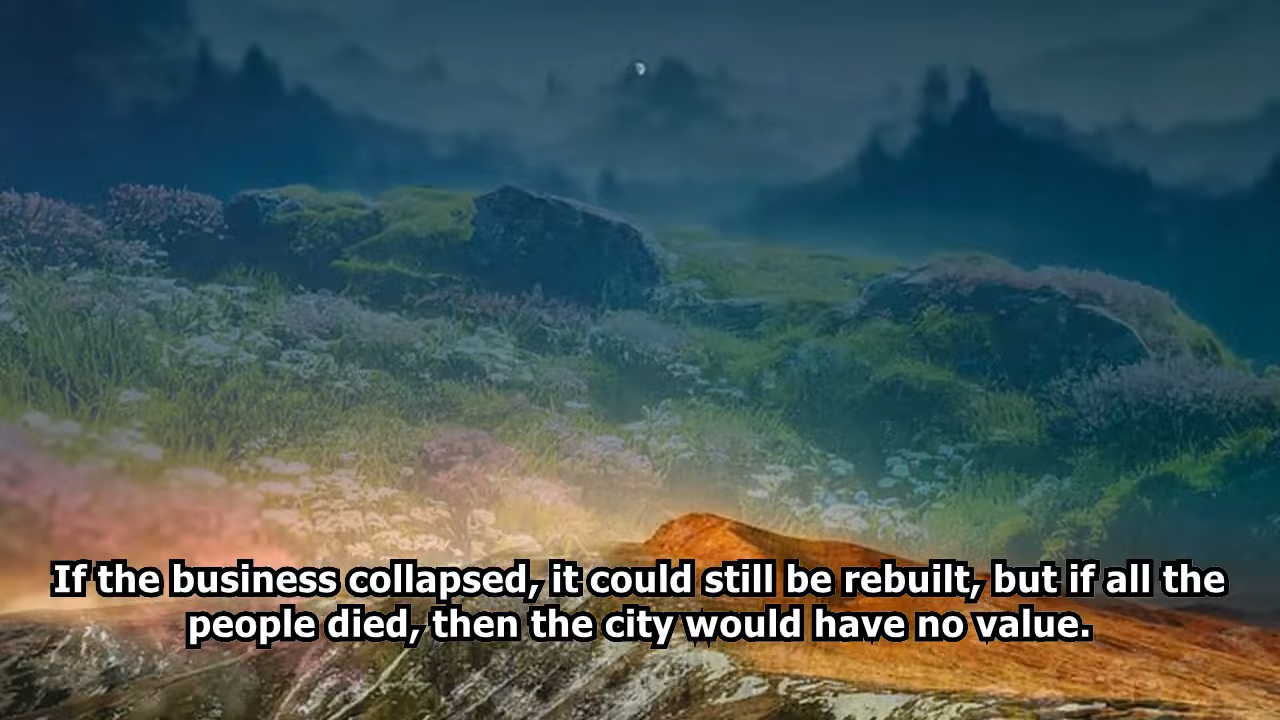 If the business collapsed, it could still be rebuilt, but if all the
people died, then the city would have no value.